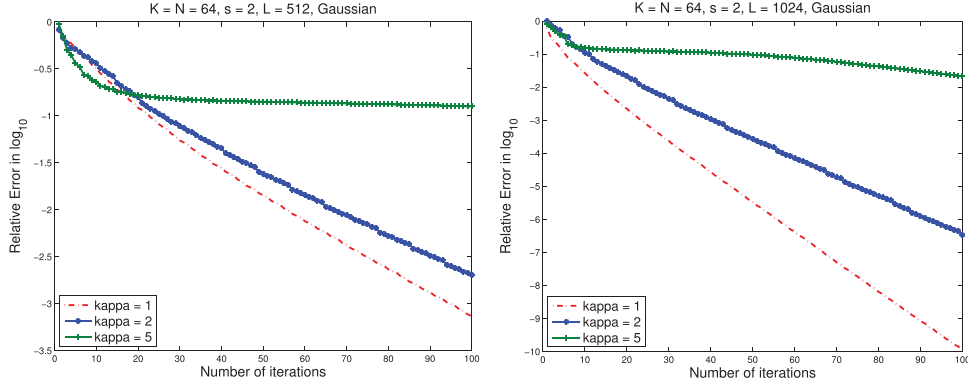 K = N = 64, s = 2, L = 512, Gaussian
0
−0.5
−1
−1.5
−2
−2.5
−3
−3.5
Relative Error in log10
kappa = 1
kappa = 2
kappa = 5
0 10 20 30 40 50 60 70 80 90 100
Number of iterations
K = N = 64, s = 2, L = 1024, Gaussian
0
−1
−2
−3
−4
−5
−6
−7
−8
−9
−10
Relative Error in log10
kappa = 1
kappa = 2
kappa = 5
0 10 20 30 40 50 60 70 80 90 100
Number of iterations